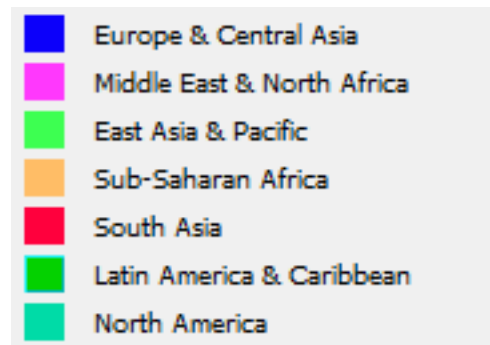 Europe & Central Asia
Middle East & North Africa
East Asia & Pacific
Sub-Saharan Africa
South Asia
Latin America & Caribbean
North America